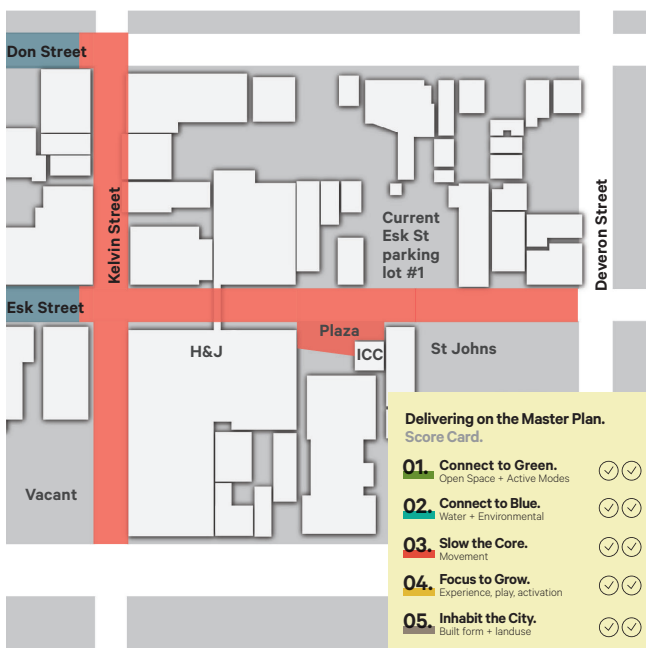 Don Street
Kelvin Street
Deveron Street
Current
Esk St
parking
lot #1
Esk Street
Plaza
H&J
ICC
St Johns
Vacant
Delivering on the Master Plan.
Score Card.
01. Connect to Green.
Open Space + Active Modes
02. Connect to Blue.
Water + Environmental
03. Slow the Core.
Movement
04. Focus to Grow.
Experience, play, activation
05. Inhabit the City.
Built form + landuse